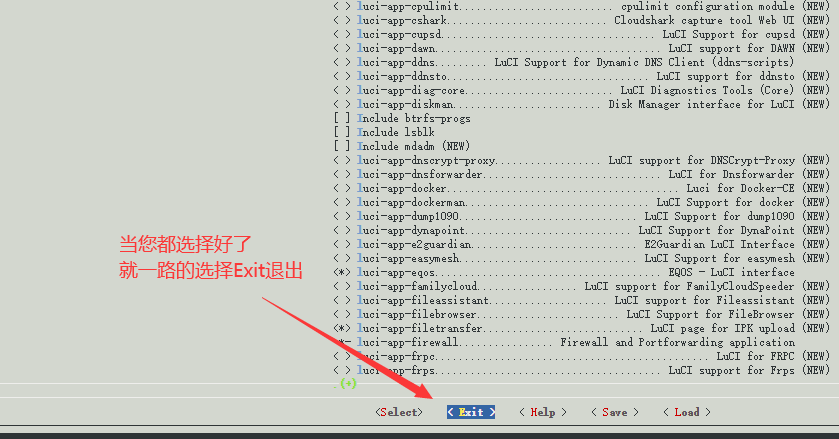 < > luci-app-cpulimit.......................... cpulimit configuration module (NEW)
< > luci-app-cshark............................ Cloudshark capture tool Web UI (NEW)
< > luci-app-cupsd..................................... LuCI Support for cupsd (NEW)
< > luci-app-dawn....................................... LuCI support for DAWN (NEW)
< > luci-app-ddns......... LuCI Support for Dynamic DNS Client (ddns-scripts)
< > luci-app-ddnsto................................... LuCI support for ddnsto (NEW)
< > luci-app-diag-core.......................... LuCI Diagnostics Tools (Core) (NEW)
< > luci-app-diskman.......................... Disk Manager interface for LuCI (NEW)
[ ] Include btrfs-progs
[ ] Include lsblk
[ ] Include mdadm (NEW)
< > luci-app-dnscrypt-proxy................... LuCI support for DNSCrypt-Proxy (NEW)
< > luci-app-dnsforwarder.............................. LuCI for Dnsforwarder (NEW)
< > luci-app-docker........................................ Luci for Docker-CE (NEW)
< > luci-app-dockerman................................ LuCI Support for docker (NEW)
< > luci-app-dump1090............................... LuCI Support for dump1090 (NEW)
< > luci-app-dynapoint............................. LuCI Support for DynaPoint (NEW)
< > luci-app-e2guardian............................. E2Guardian LuCI Interface (NEW)
< > luci-app-easymesh............................... LuCI Support for easymesh (NEW)
<*> luci-app-eqos....................................... EQOS - LuCI interface
< > luci-app-familycloud................. LuCI support for FamilyCloudSpeeder (NEW)
< > luci-app-fileassistant..................... LuCI support for Fileassistant (NEW)
< > luci-app-filebrowser......................... LuCI Support for FileBrowser (NEW)
<*> luci-app-filetransfer........................... LuCI page for IPK upload (NEW)
-*- luci-app-firewall................ Firewall and Portforwarding application
< > luci-app-frpc............................................... LuCI for FRPC (NEW)
< > luci-app-frps....................................... LuCI support for Frps (NEW)
(+)
当您都选择好了
就一路的选择Exit退出
<Select> < Exit > < Help > < Save > < Load >